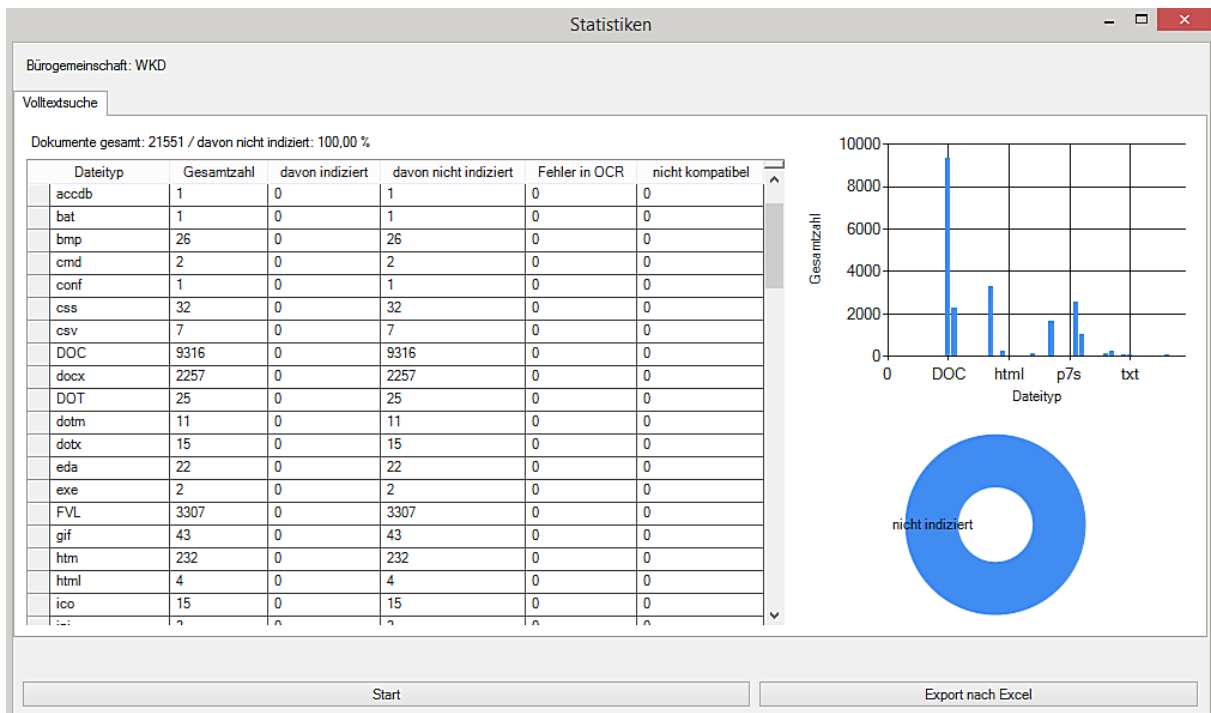 Statistiken
Bürogemeinschaft: WKD
Volltextsuche
Dokumente gesamt: 21551 / davon nicht indiziert: 100,00 %
Dateityp Gesamtzahl davon indiziert davon nicht indiziert Fehler in OCR nicht kompatibel
accdb 1 0 1 0 0
bat 1 0 1 0 0
bmp 26 0 26 0 0
cmd 2 0 2 0 0
conf 1 0 1 0 0
css 32 0 32 0 0
csv 7 0 7 0 0
DOC 9316 0 9316 0 0
docx 2257 0 2257 0 0
DOT 25 0 25 0 0
dotm 11 0 11 0 0
dotx 15 0 15 0 0
eda 22 0 22 0 0
exe 2 0 2 0 0
FVL 3307 0 3307 0 0
gif 43 0 43 0 0
htm 232 0 232 0 0
html 4 0 4 0 0
ico 15 0 15 0 0
10000
8000
6000
4000
2000
0
Gesamtzahl
0 DOC html p7s txt
Dateityp
nicht indiziert
Start
Export nach Excel